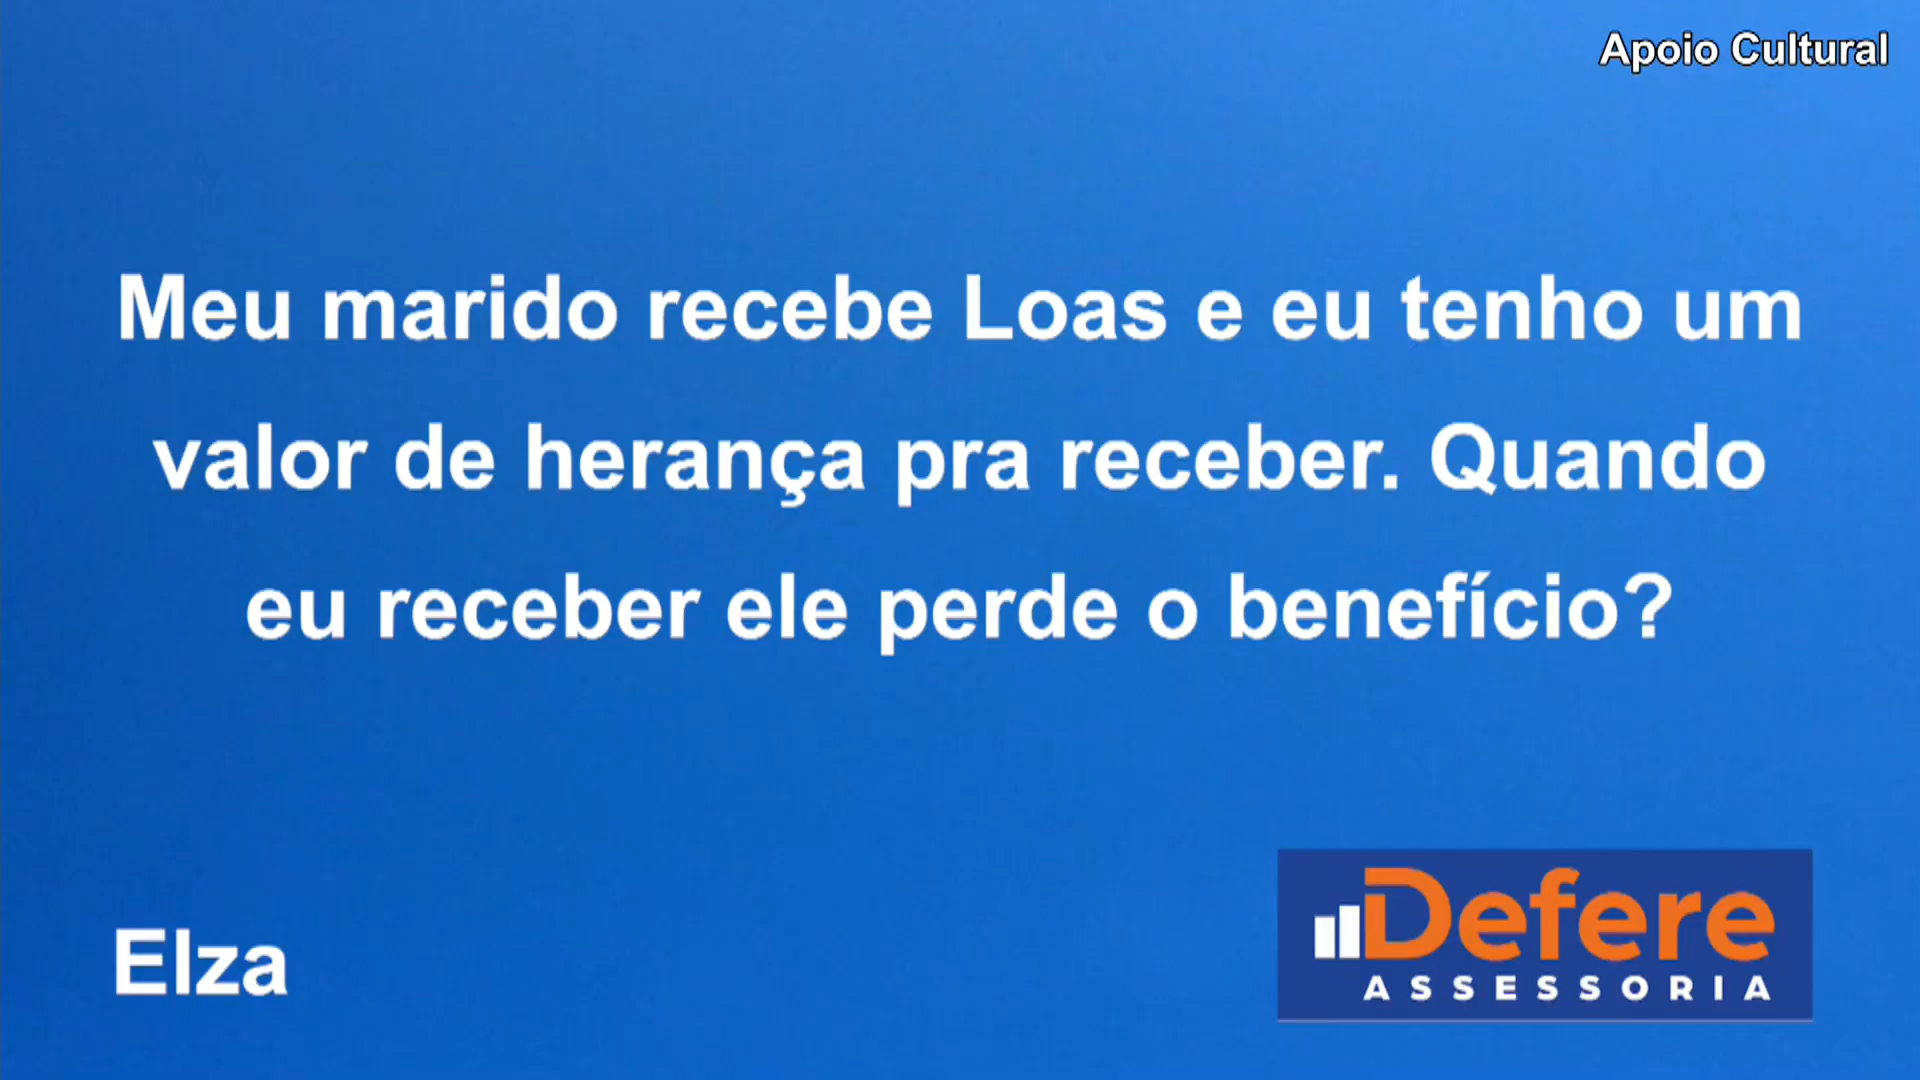 Apoio Cultural
Meu marido recebe Loas e eu tenho um
valor de herança pra receber. Quando
eu receber ele perde o benefício?
Elza
Defere
ASSESSORIA